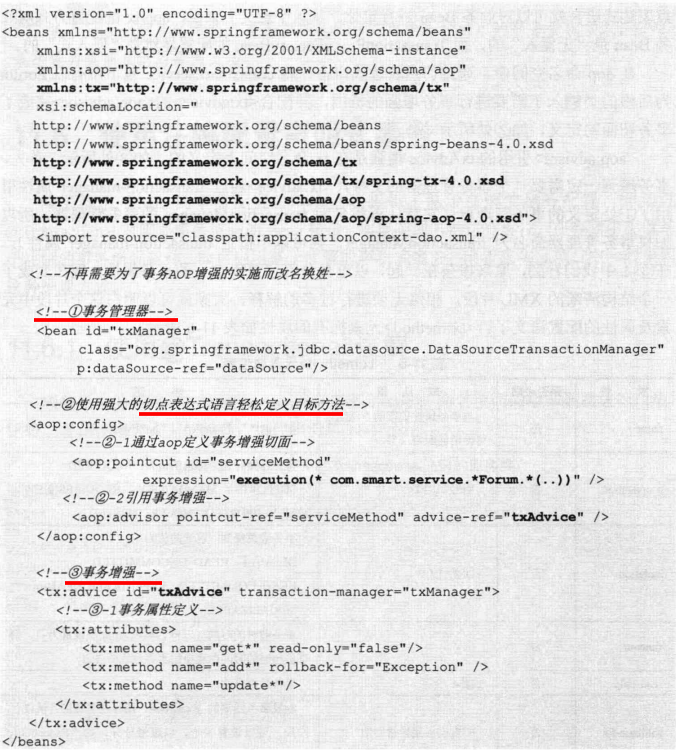 <?xml version="1.0" encoding="UTF-8" ?>
<beans xmlns="http://www.springframework.org/schema/beans"
xmlns:xsi="http://www.w3.org/2001/XMLSchema-instance"
xmlns:aop="http://www.springframework.org/schema/aop"
xmlns:tx="http://www.springframework.org/schema/tx"
xsi:schemaLocation="
http://www.springframework.org/schema/beans
http://www.springframework.org/schema/beans/spring-beans-4.0.xsd
http://www.springframework.org/schema/tx
http://www.springframework.org/schema/tx/spring-tx-4.0.xsd
http://www.springframework.org/schema/aop
http://www.springframework.org/schema/aop/spring-aop-4.0.xsd">
<import resource="classpath:applicationContext-dao.xml" />
<!--不再需要为了事务AOP增强的实施而改名换姓-->
<!--①事务管理器-->
<bean id="txManager"
class="org.springframework.jdbc.datasource.DataSourceTransactionManager"
p:dataSource-ref="dataSource"/>
<!--②使用强大的切点表达式语言轻松定义目标方法-->
<aop:config>
<!--②-1通过aop定义事务增强切面-->
<aop:pointcut id="serviceMethod"
expression="execution(* com.smart.service.*Forum.*(..))" />
<!--②-2引用事务增强-->
<aop:advisor pointcut-ref="serviceMethod" advice-ref="txAdvice" />
</aop:config>
<!--③事务增强-->
<tx:advice id="txAdvice" transaction-manager="txManager">
<!--③-1事务属性定义-->
<tx:attributes>
<tx:method name="get*" read-only="false"/>
<tx:method name="add*" rollback-for="Exception" />
<tx:method name="update*"/>
</tx:attributes>
</tx:advice>
</beans>